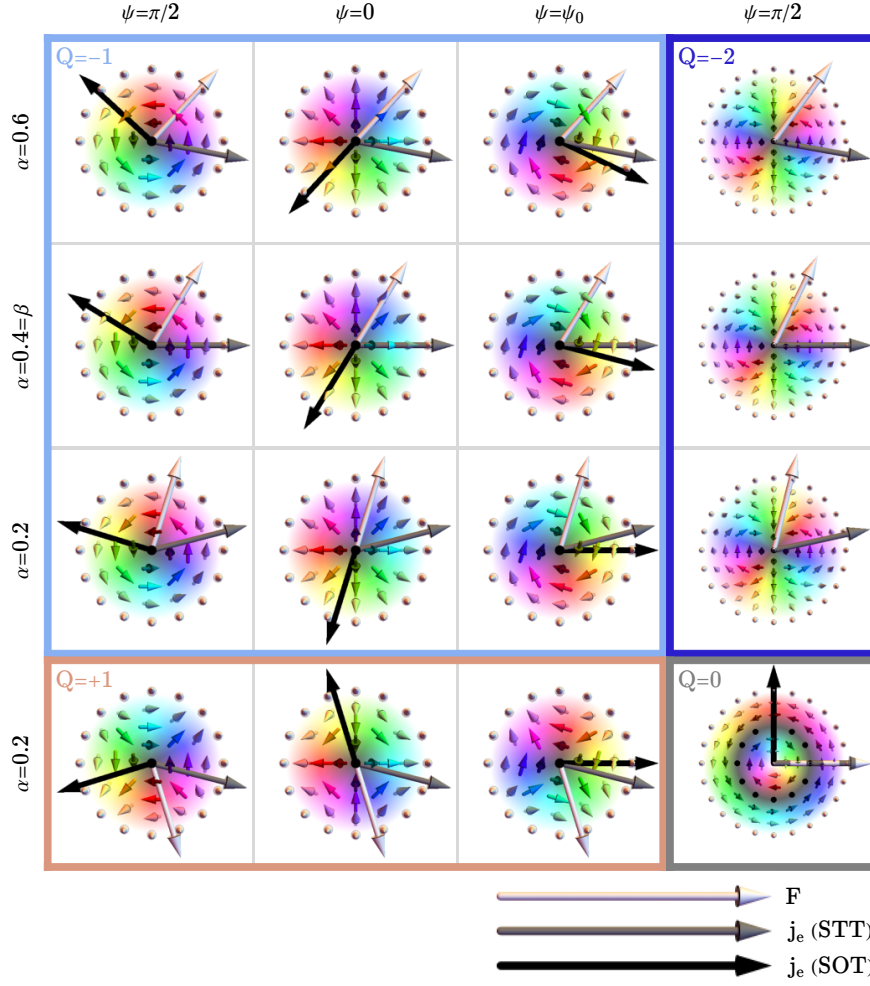 ψ=π/2 ψ=0 ψ=ψ₀ ψ=π/2
Q=−1 Q=−2
α=0.6
α=0.4=β
α=0.2
Q=+1 Q=0
α=0.2
F
jₑ (STT)
jₑ (SOT)